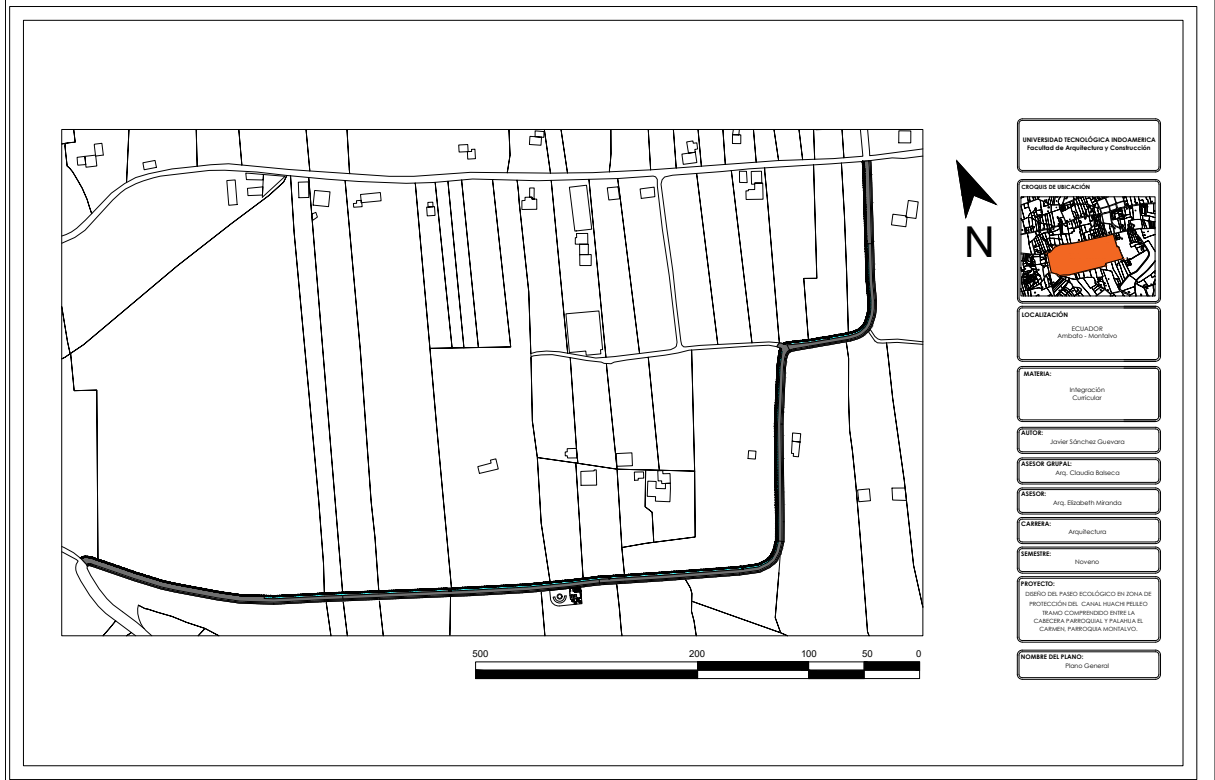 UNIVERSIDAD TECNOLÓGICA INDOAMERICA
Facultad de Arquitectura y Construcción
CROQUIS DE UBICACIÓN
N
LOCALIZACIÓN
ECUADOR
Ambato - Montalvo
MATERIA:
Integración
Curricular
AUTOR:
Javier Sánchez Guevara
ASESOR GRUPAL:
Arq. Claudia Balseca
ASESOR:
Arq. Elizabeth Miranda
CARRERA:
Arquitectura
SEMESTRE:
Noveno
PROYECTO:
DISEÑO DEL PASEO ECOLÓGICO EN ZONA DE
PROTECCIÓN DEL CANAL HUACHI PELILEO
TRAMO COMPRENDIDO ENTRE LA
CABECERA PARROQUIAL Y PALAHUA EL
CARMEN, PARROQUIA MONTALVO.
NOMBRE DEL PLANO:
Plano General
500 200 100 50 0